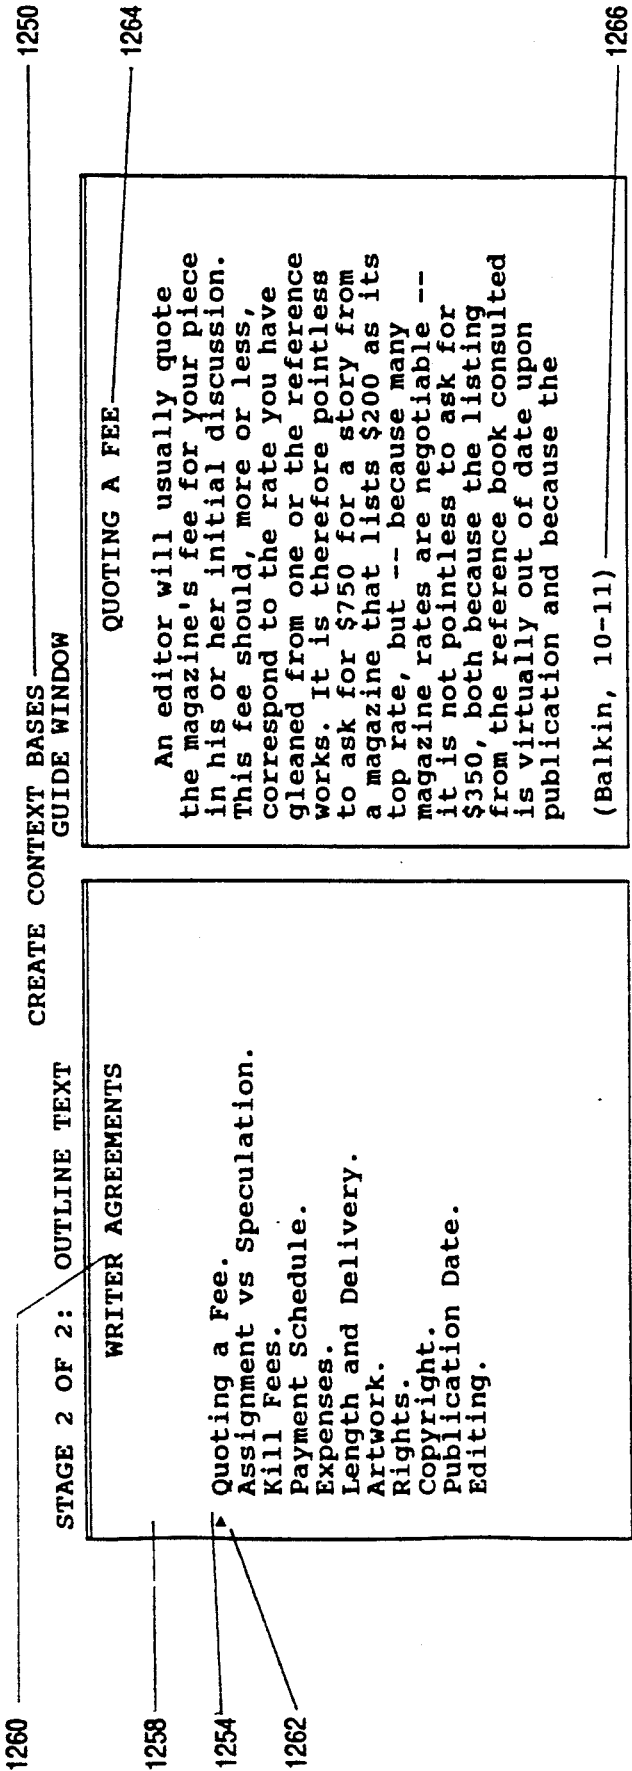 CREATE CONTEXT BASES
1250
STAGE 2 OF 2: OUTLINE TEXT
GUIDE WINDOW
1260
WRITER AGREEMENTS
1258
1254
1262
Quoting a Fee.
Assignment vs Speculation.
Kill Fees.
Payment Schedule.
Expenses.
Length and Delivery.
Artwork.
Rights.
Copyright.
Publication Date.
Editing.
QUOTING A FEE
1264
An editor will usually quote
the magazine's fee for your piece
in his or her initial discussion.
This fee should, more or less,
correspond to the rate you have
gleaned from one or the reference
works. It is therefore pointless
to ask for $750 for a story from
a magazine that lists $200 as its
top rate, but -- because many
magazine rates are negotiable --
it is not pointless to ask for
$350, both because the listing
from the reference book consulted
is virtually out of date upon
publication and because the
(Balkin, 10-11)
1266